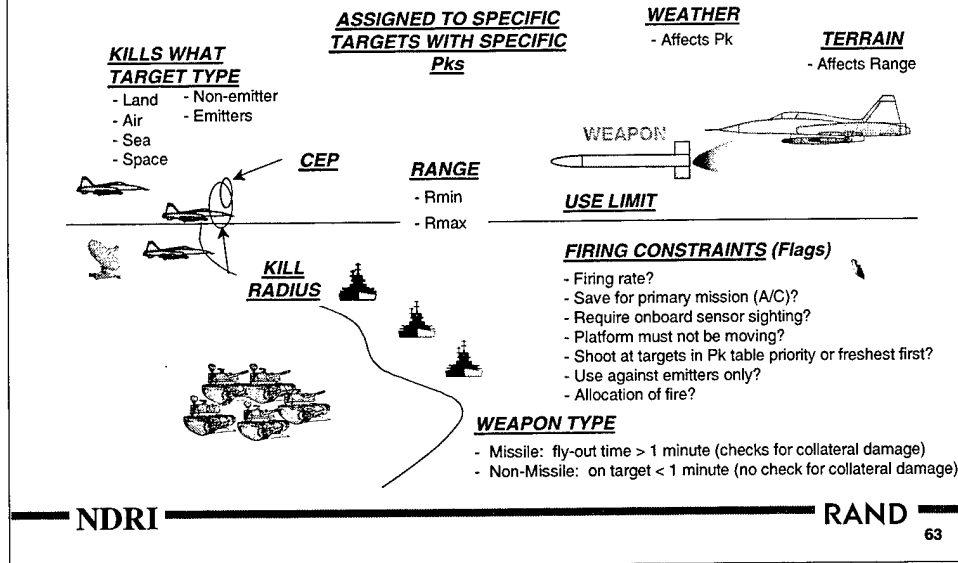 ASSIGNED TO SPECIFIC
TARGETS WITH SPECIFIC
Pks
WEATHER
- Affects Pk
TERRAIN
- Affects Range
KILLS WHAT
TARGET TYPE
- Land - Non-emitter
- Air - Emitters
- Sea
- Space
WEAPON
CEP
RANGE
- Rmin
- Rmax
USE LIMIT
KILL
RADIUS
FIRING CONSTRAINTS (Flags)
- Firing rate?
- Save for primary mission (A/C)?
- Require onboard sensor sighting?
- Platform must not be moving?
- Shoot at targets in Pk table priority or freshest first?
- Use against emitters only?
- Allocation of fire?
WEAPON TYPE
- Missile: fly-out time > 1 minute (checks for collateral damage)
- Non-Missile: on target < 1 minute (no check for collateral damage)
NDRI
RAND
63